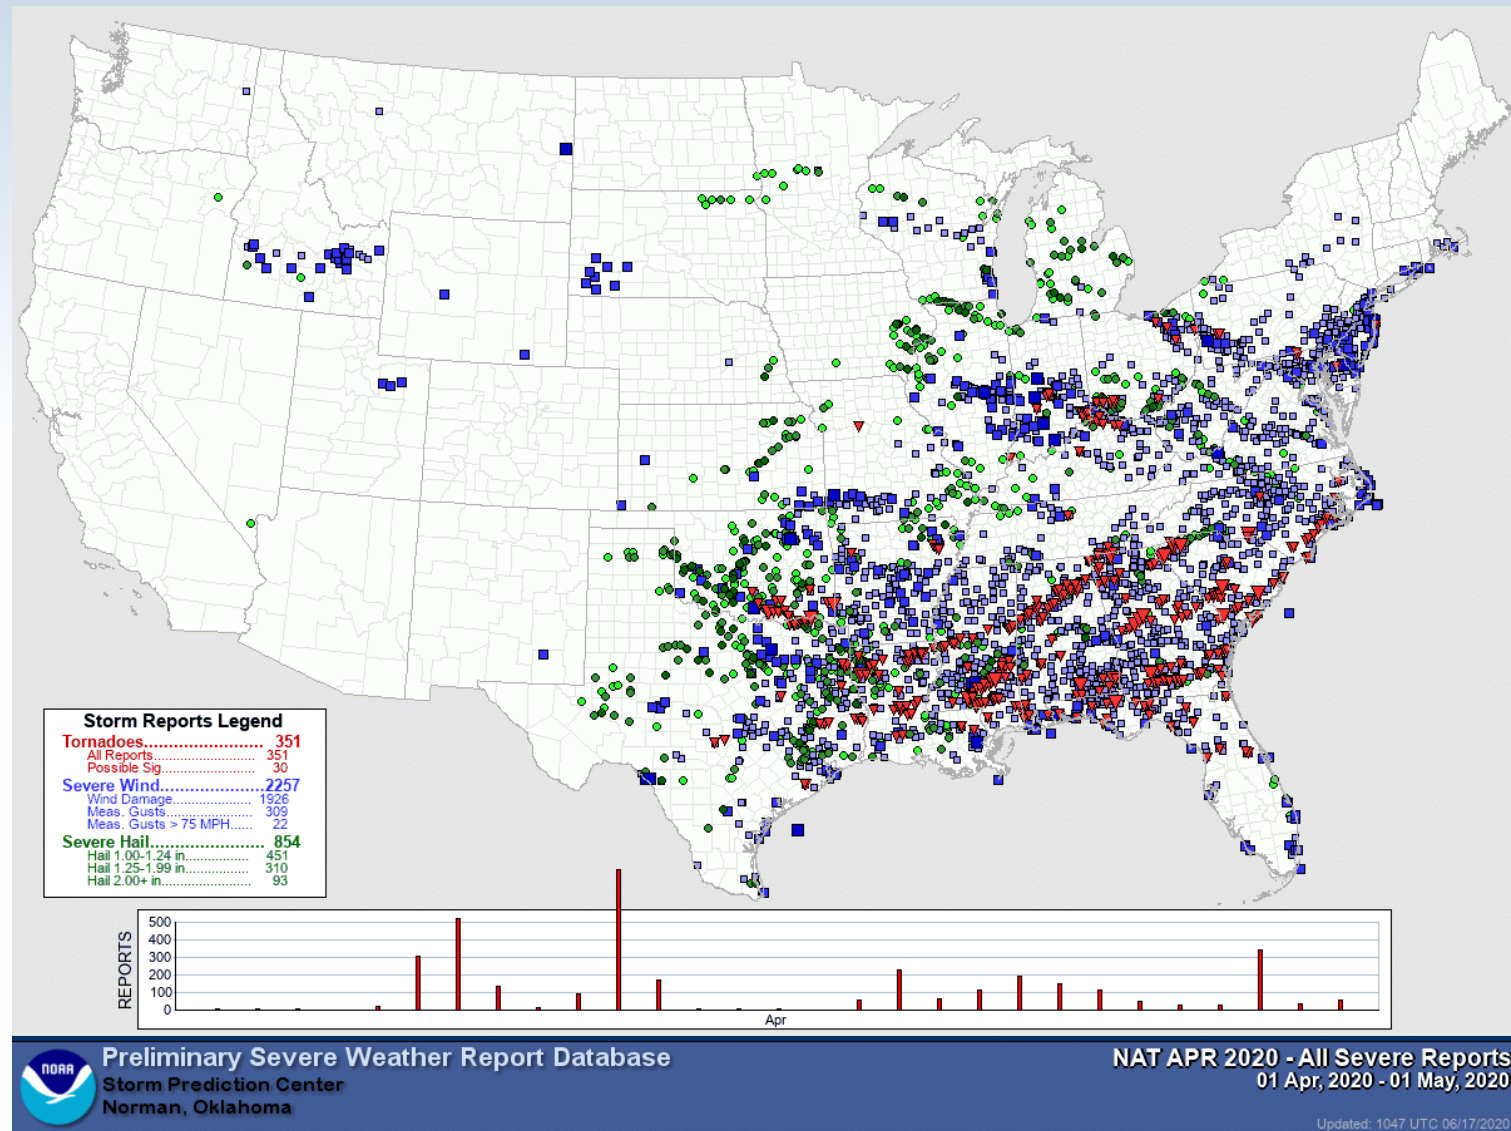 Storm Reports Legend
Tornadoes........................ 351
All Reports........................ 351
Possible Sig........................ 30
Severe Wind.....................2257
Wind Damage..................... 1926
Meas. Gusts........................ 309
Meas. Gusts > 75 MPH...... 22
Severe Hail....................... 854
Hail 1.00-1.24 in................. 451
Hail 1.25-1.99 in................. 310
Hail 2.00+ in........................ 93
REPORTS
500
400
300
200
100
0
Apr
NOAA
Preliminary Severe Weather Report Database
Storm Prediction Center
Norman, Oklahoma
NAT APR 2020 - All Severe Reports
01 Apr, 2020 - 01 May, 2020
Updated: 1047 UTC 06/17/2020